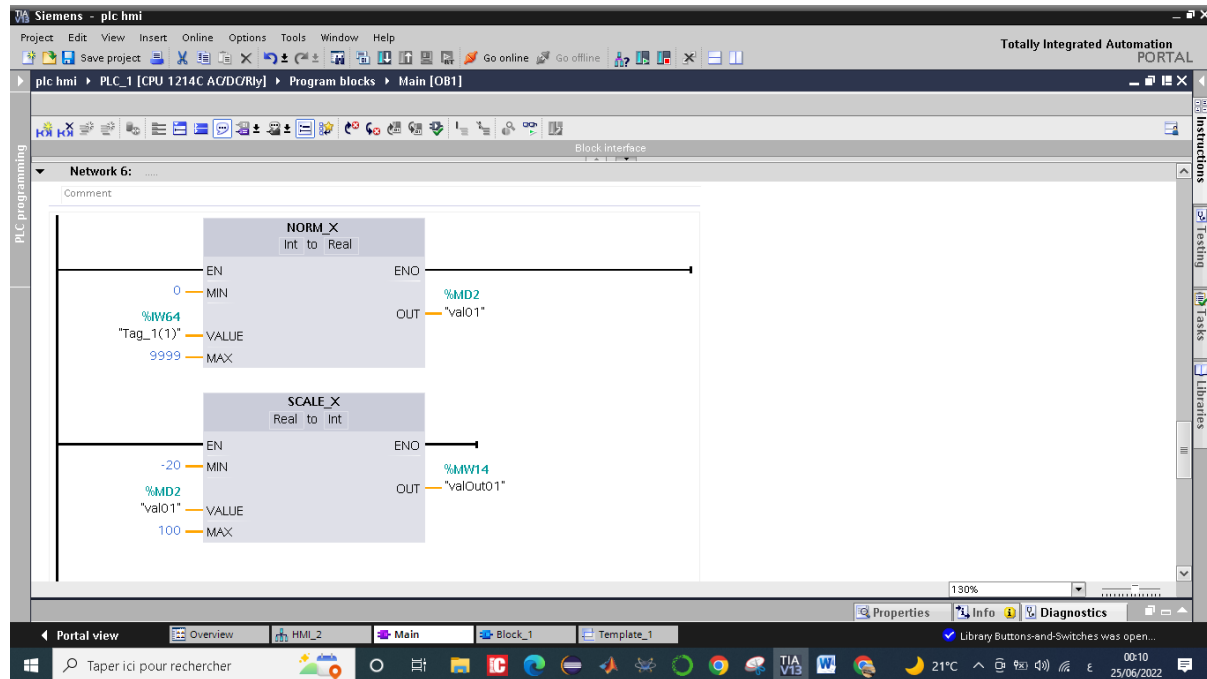 Siemens - plc hmi
Project Edit View Insert Online Options Tools Window Help
Totally Integrated Automation
PORTAL
Save project
Go online
Go offline
plc hmi
PLC_1 [CPU 1214C AC/DC/Rly]
Program blocks
Main [OB1]
Block interface
PLC programming
Network 6: .....
Comment
NORM_X
Int to Real
EN
ENO
0
MIN
%MD2
OUT
"val01"
%IW64
"Tag_1(1)"
VALUE
9999
MAX
SCALE_X
Real to Int
EN
ENO
-20
MIN
%MW14
OUT
"valOut01"
%MD2
"val01"
VALUE
100
MAX
Instructions
Testing
Tasks
Libraries
130%
Properties
Info
Diagnostics
Portal view
Overview
HMI_2
Main
Block_1
Template_1
Library Buttons-and-Switches was open...
Taper ici pour rechercher
TIA
V13
W
21°C
ع
00:10
25/06/2022